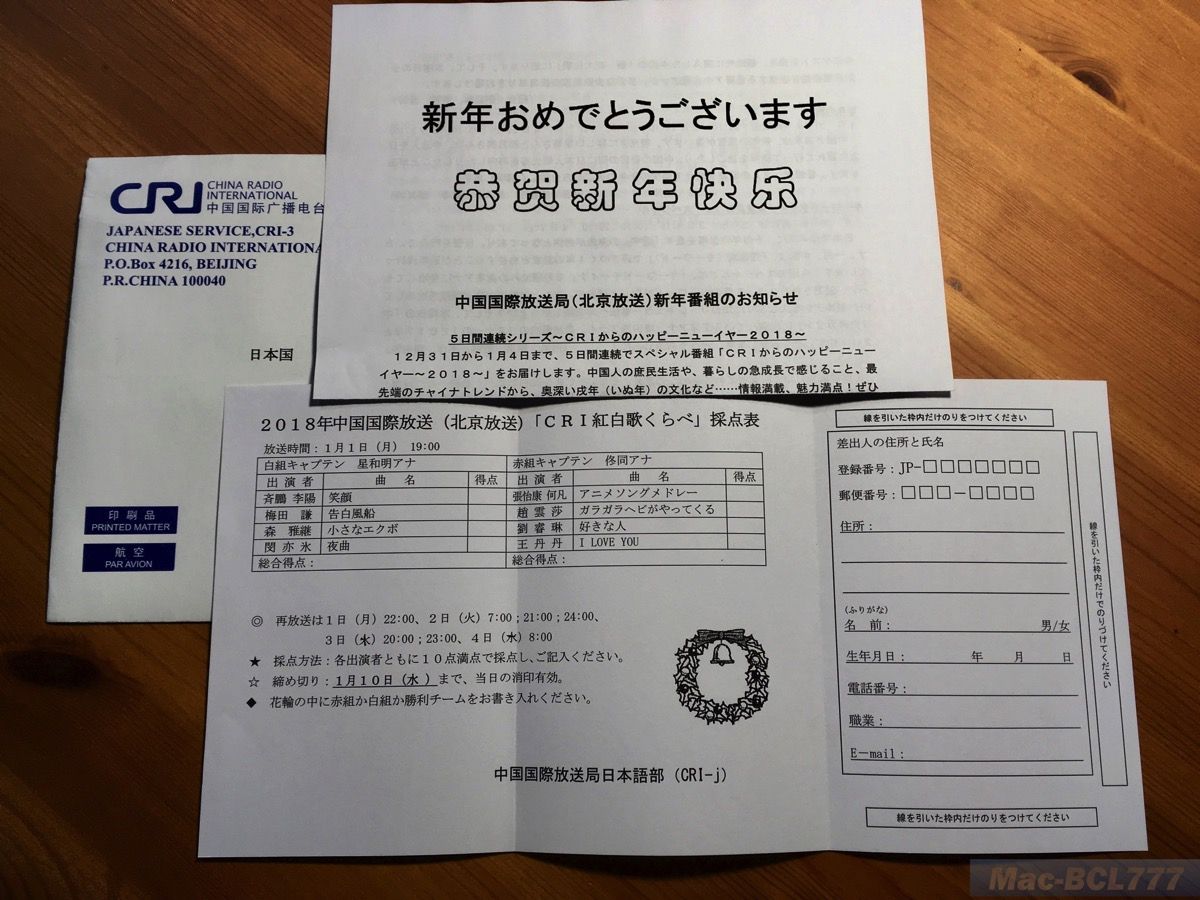 新年おめでとうございます
恭贺新年快乐
中国国際放送局(北京放送)新年番組のお知らせ
5日間連続シリーズ～CRIからのハッピーニューイヤー2018～
12月31日から1月4日まで、5日間連続でスペシャル番組「CRIからのハッピーニュー
イヤー～2018～」をお届けします。中国人の庶民生活や、暮らしの急成長で感じること、最
先端のチャイナトレンドから、奥深い戌年（いぬ年）の文化など……情報満載、魅力満点！ぜひ
CRI CHINA RADIO
INTERNATIONAL
中国国际广播电台
JAPANESE SERVICE,CRI-3
CHINA RADIO INTERNATIONA
P.O.Box 4216, BEIJING
P.R.CHINA 100040
日本国
印刷品
PRINTED MATTER
航空
PAR AVION
2018年中国国際放送（北京放送）「CRI紅白歌くらべ」採点表
放送時間：1月1日（月） 19:00
白組キャプテン 星和明アナ 赤組キャプテン 佟同アナ
出演者 曲名 得点 出演者 曲名 得点
斉鵬 李陽 笑顔 張怡康 何凡 アニメソングメドレー
梅田 謙 告白風船 趙雲莎 ガラガラヘビがやってくる
森 雅継 小さなエクボ 劉睿琳 好きな人
閔亦氷 夜曲 王丹丹 I LOVE YOU
総合得点： 総合得点：
◎ 再放送は1日（月）22:00、2日（火）7:00；21:00；24:00、
3日（水）20:00；23:00、4日（水）8:00
★ 採点方法：各出演者ともに10点満点で採点し、ご記入ください。
☆ 締め切り：1月10日（水）まで、当日の消印有効。
◆ 花輪の中に赤組か白組か勝利チームをお書き入れください。
中国国際放送局日本語部（CRI-j）
線を引いた枠内だけのりをつけてください
差出人の住所と氏名
登録番号：JP-□□□□□□□
郵便番号：□□□－□□□□
住所：
(ふりがな)
名 前： 男/女
生年月日： 年 月 日
電話番号：
職業：
E－mail：
線を引いた枠内だけでのりづけてください
線を引いた枠内だけのりをつけてください
Mac-BCL777